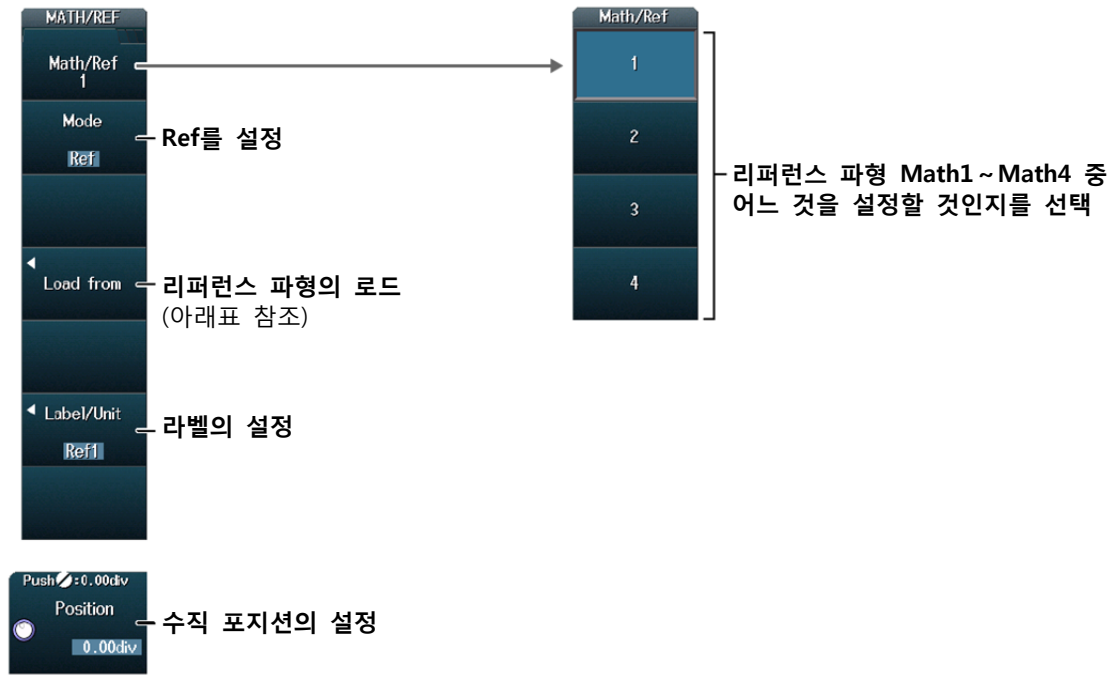 MATH/REF
Math/Ref
1
Mode
Ref
Load from
Label/Unit
Ref1
Ref를 설정
리퍼런스 파형의 로드
(아래표 참조)
라벨의 설정
Math/Ref
1
2
3
4
리퍼런스 파형 Math1~Math4 중
어느 것을 설정할 것인지를 선택
Push:0.00div
Position
0.00div
수직 포지션의 설정